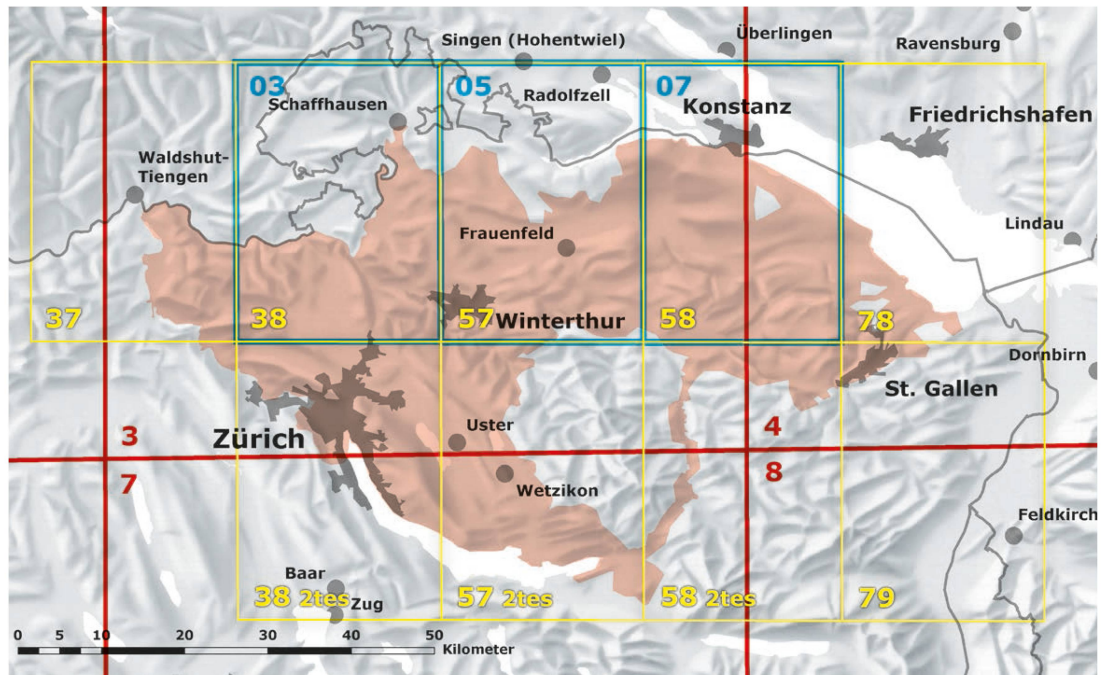 Überlingen
Singen (Hohentwiel)
Ravensburg
03
05
07
Radolfzell
Schaffhausen
Konstanz
Friedrichshafen
Waldshut-
Tiengen
Lindau
Frauenfeld
37
38
57
Winterthur
58
78
Dornbirn
St. Gallen
3
Zürich
Uster
4
7
8
Wetzikon
Feldkirch
Baar
38 2tes
Zug
57 2tes
58 2tes
79
0 5 10 20 30 40 50
Kilometer